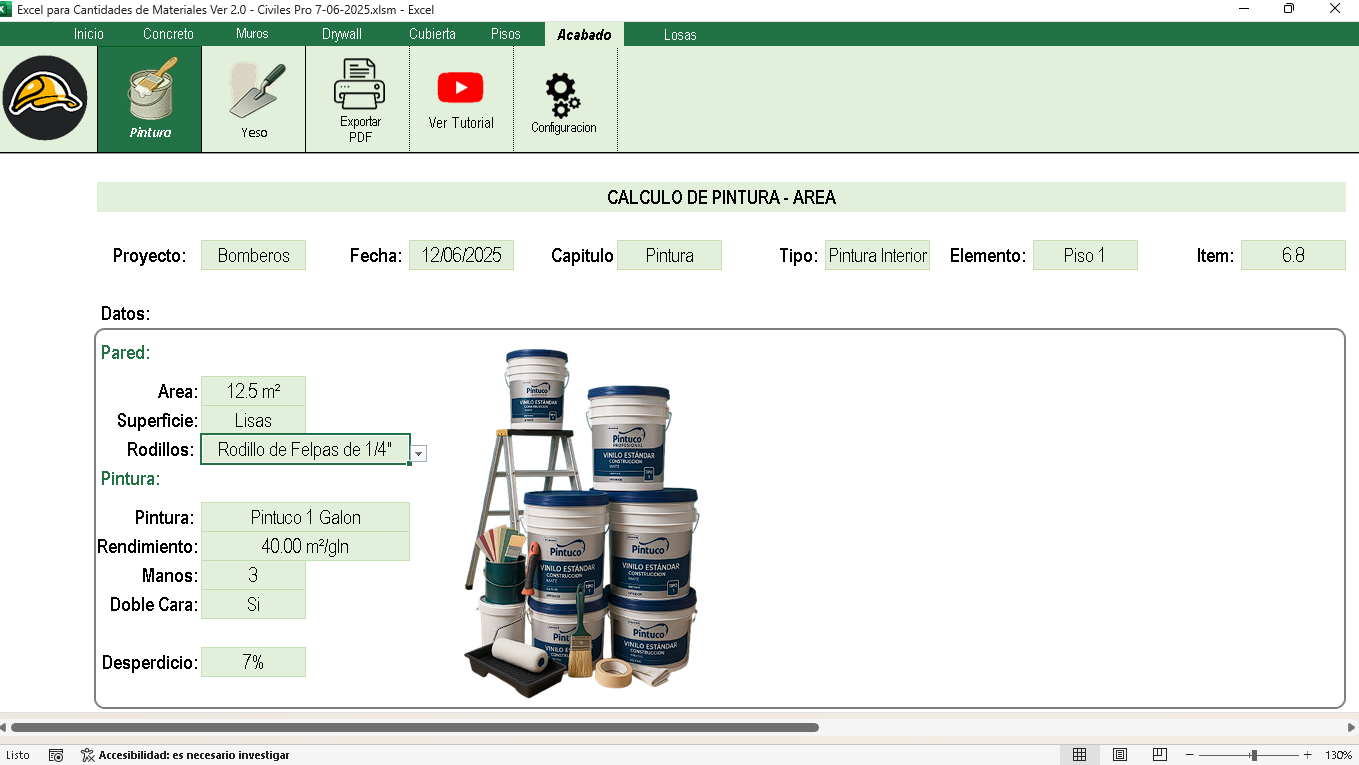 Excel para Cantidades de Materiales Ver 2.0 - Civiles Pro 7-06-2025.xlsm - Excel
Inicio Concreto Muros Drywall Cubierta Pisos Acabado Losas
Pintura
Yeso
Exportar
PDF
Ver Tutorial
Configuracion
CALCULO DE PINTURA - AREA
Proyecto: Bomberos Fecha: 12/06/2025 Capitulo Pintura Tipo: Pintura Interior Elemento: Piso 1 Item: 6.8
Datos:
Pared:
Area: 12.5 m²
Superficie: Lisas
Rodillos: Rodillo de Felpas de 1/4"
Pintura:
Pintura: Pintuco 1 Galon
Rendimiento: 40.00 m²/gln
Manos: 3
Doble Cara: Si
Desperdicio: 7%
Pintuco
VINILO ESTÁNDAR
CONSTRUCCION
MATE
Pintuco
PROFESIONAL
VINILO ESTÁNDAR
CONSTRUCCION
MATTE
TIPO
1
Pintuco
VINILO ESTÁNDAR
CONSTRUCCION
MATE
Pintuco
VINILO ESTÁNDAR
CONSTRUCCION
MATE
TIPO
1
Pintuco
VINILO ESTÁNDAR
CONSTRUCCION
Listo Accesibilidad: es necesario investigar 130%